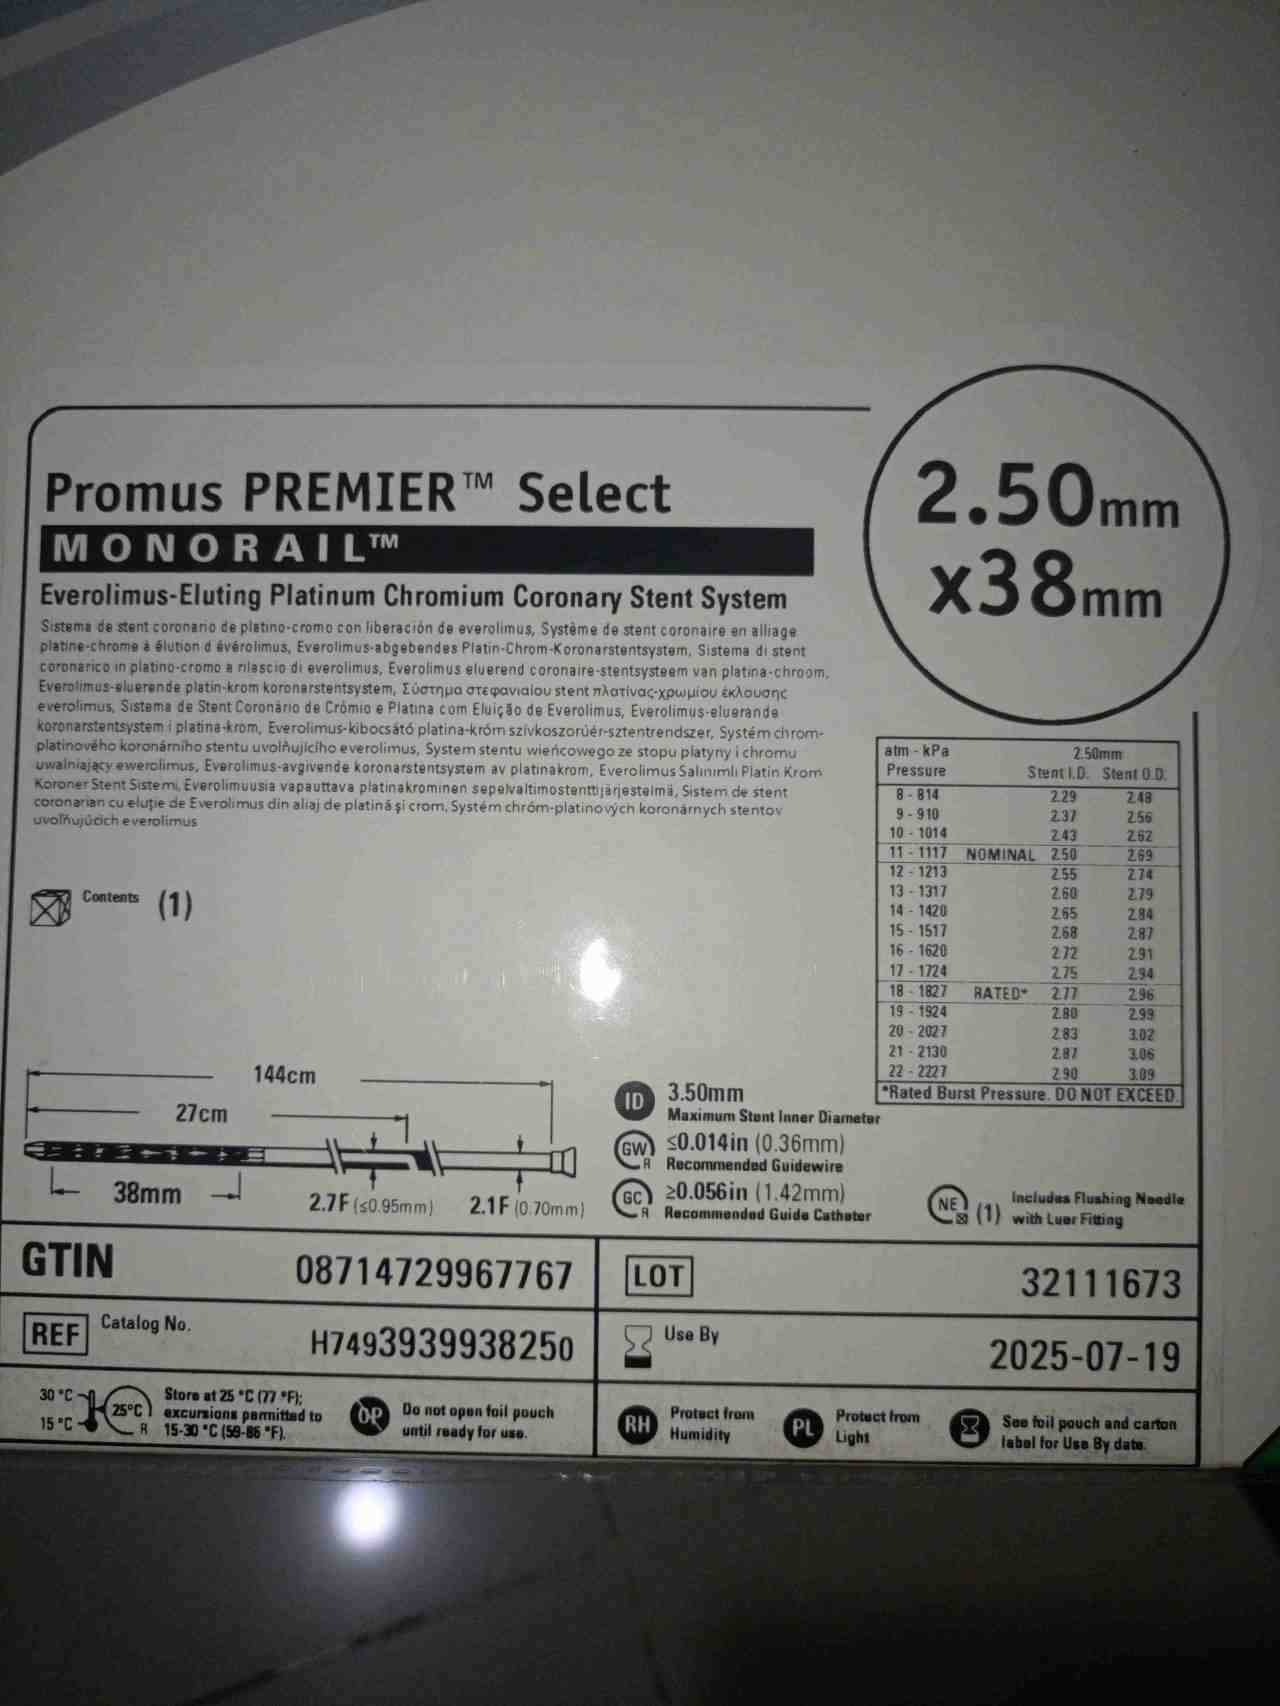 Promus PREMIER™ Select
MONORAIL™
Everolimus-Eluting Platinum Chromium Coronary Stent System
Sistema de stent coronario de platino-cromo con liberación de everolimus, Système de stent coronaire en alliage
platine-chrome à élution d évérolimus, Everolimus-abgebendes Platin-Chrom-Koronarstentsystem, Sistema di stent
coronarico in platino-cromo a rilascio di everolimus, Everolimus eluerend coronaire-stentsysteem van platina-chroom,
Everolimus-eluerende platin-krom koronarstentsystem, Σύστημα στεφανιαίου stent πλατίνας-χρωμίου έκλουσης
everolimus, Sistema de Stent Coronário de Crómio e Platina com Eluição de Everolimus, Everolimus-eluerande
koronarstentsystem i platina-krom, Everolimus-kibocsátó platina-króm szívkoszorúér-sztentrendszer, Systém chrom-
platinového koronárního stentu uvolňujícího everolimus, System stentu wieńcowego ze stopu platyny i chromu
uwalniający ewerolimus, Everolimus-avgivende koronarstentsystem av platinakrom, Everolimus Salınımlı Platin Krom
Koroner Stent Sistemi, Everolimuusia vapauttava platinakrominen sepelvaltimostenttijärjestelmä, Sistem de stent
coronarian cu eluție de Everolimus din aliaj de platină și crom, Systém chróm-platinových koronárnych stentov
uvoľňujúcich everolimus
2.50mm
x38mm
atm - kPa 2.50mm
Pressure Stent I.D. Stent O.D.
8 - 814 2.29 2.48
9 - 910 2.37 2.56
10 - 1014 2.43 2.62
11 - 1117 NOMINAL 2.50 2.69
12 - 1213 2.55 2.74
13 - 1317 2.60 2.79
14 - 1420 2.65 2.84
15 - 1517 2.68 2.87
16 - 1620 2.72 2.91
17 - 1724 2.75 2.94
18 - 1827 RATED* 2.77 2.96
19 - 1924 2.80 2.99
20 - 2027 2.83 3.02
21 - 2130 2.87 3.06
22 - 2227 2.90 3.09
*Rated Burst Pressure. DO NOT EXCEED.
Contents (1)
144cm
27cm
38mm
2.7F (≤0.95mm) 2.1F (0.70mm)
ID 3.50mm
Maximum Stent Inner Diameter
GW R ≤0.014in (0.36mm)
Recommended Guidewire
GC R ≥0.056in (1.42mm)
Recommended Guide Catheter
NE (1) Includes Flushing Needle
with Luer Fitting
GTIN 08714729967767
LOT 32111673
REF Catalog No. H7493939938250
Use By 2025-07-19
30 °C
15 °C
25°C R
Store at 25 °C (77 °F);
excursions permitted to
15-30 °C (59-86 °F).
OP Do not open foil pouch
until ready for use.
RH Protect from
Humidity
PL Protect from
Light
See foil pouch and carton
label for Use By date.